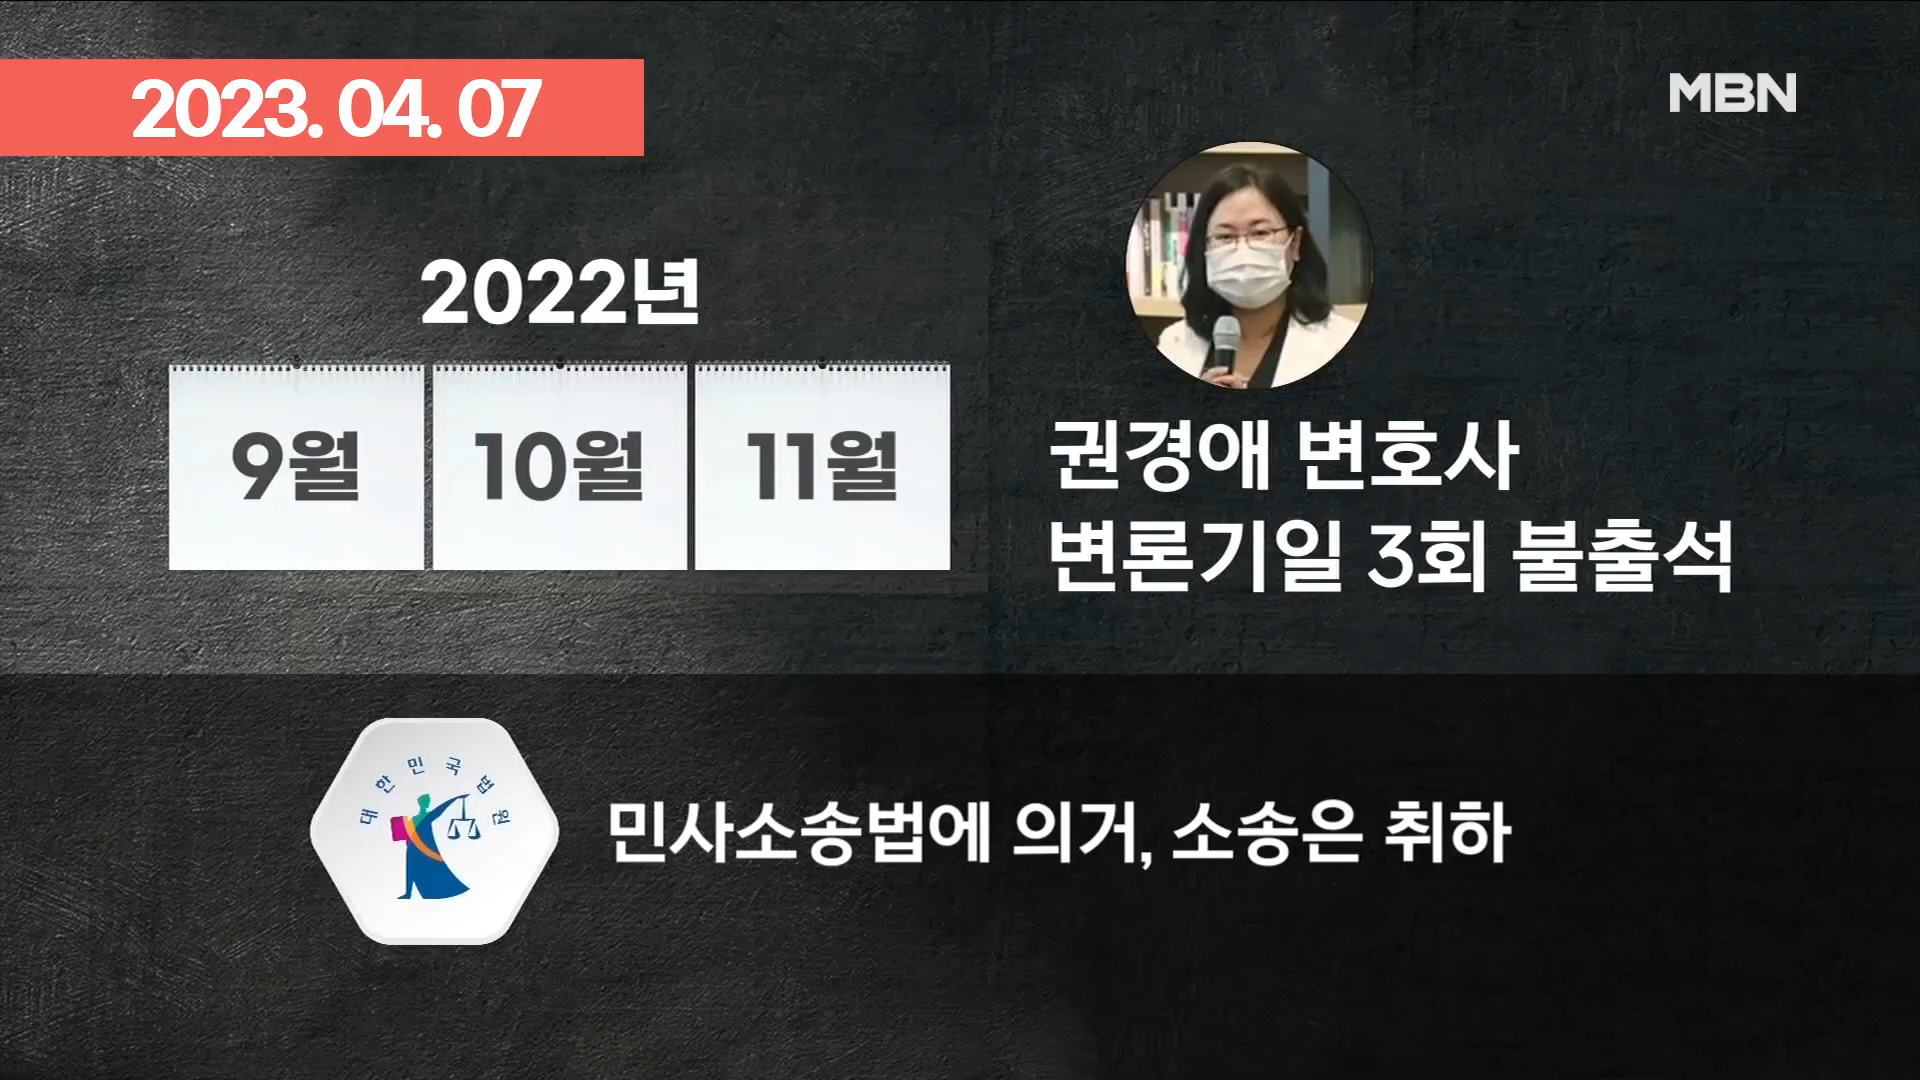 2023. 04. 07
MBN
2022년
9월
10월
11월
권경애 변호사
변론기일 3회 불출석
대한민국법원
민사소송법에 의거, 소송은 취하